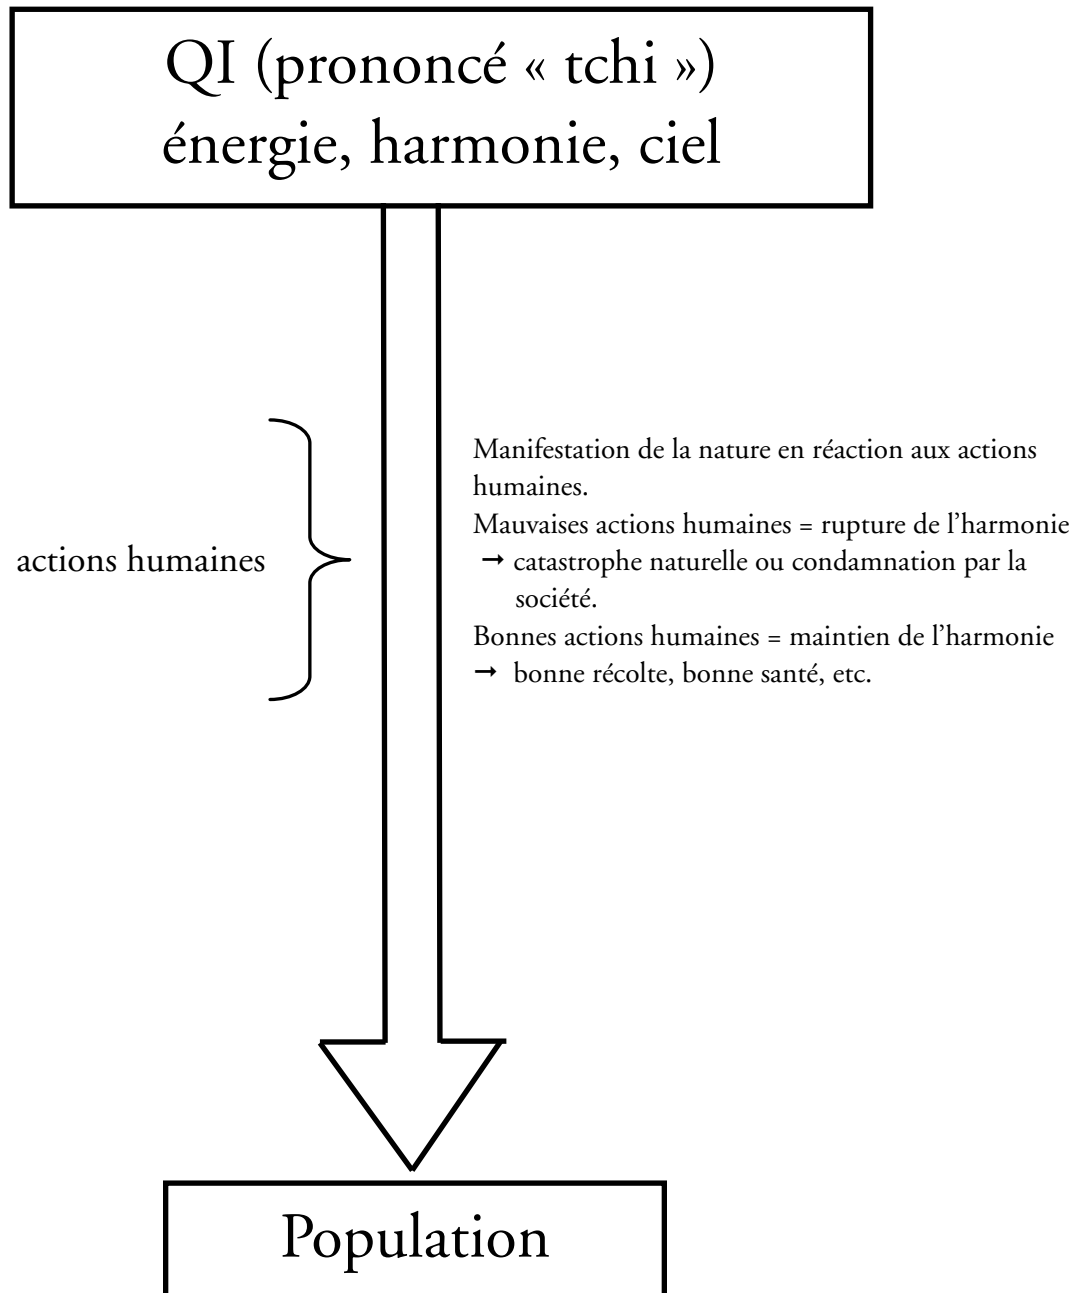 QI (prononcé « tchi »)
énergie, harmonie, ciel
actions humaines
Manifestation de la nature en réaction aux actions
humaines.
Mauvaises actions humaines = rupture de l’harmonie
→ catastrophe naturelle ou condamnation par la
société.
Bonnes actions humaines = maintien de l’harmonie
→ bonne récolte, bonne santé, etc.
Population